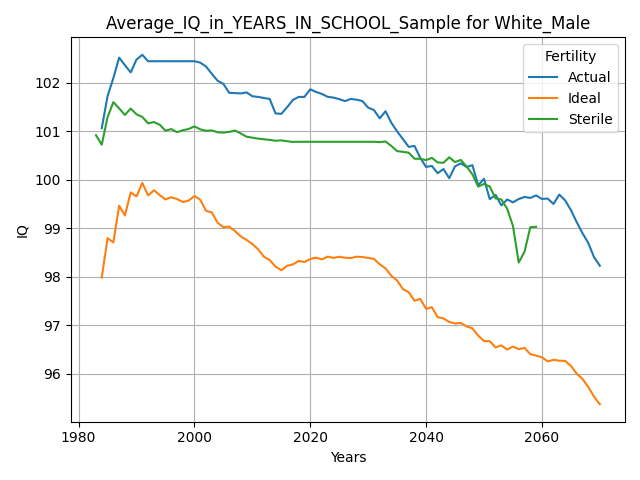 Average_IQ_in_YEARS_IN_SCHOOL_Sample for White_Male
Fertility
Actual
Ideal
Sterile
IQ
102
101
100
99
98
97
96
1980
2000
2020
2040
2060
Years